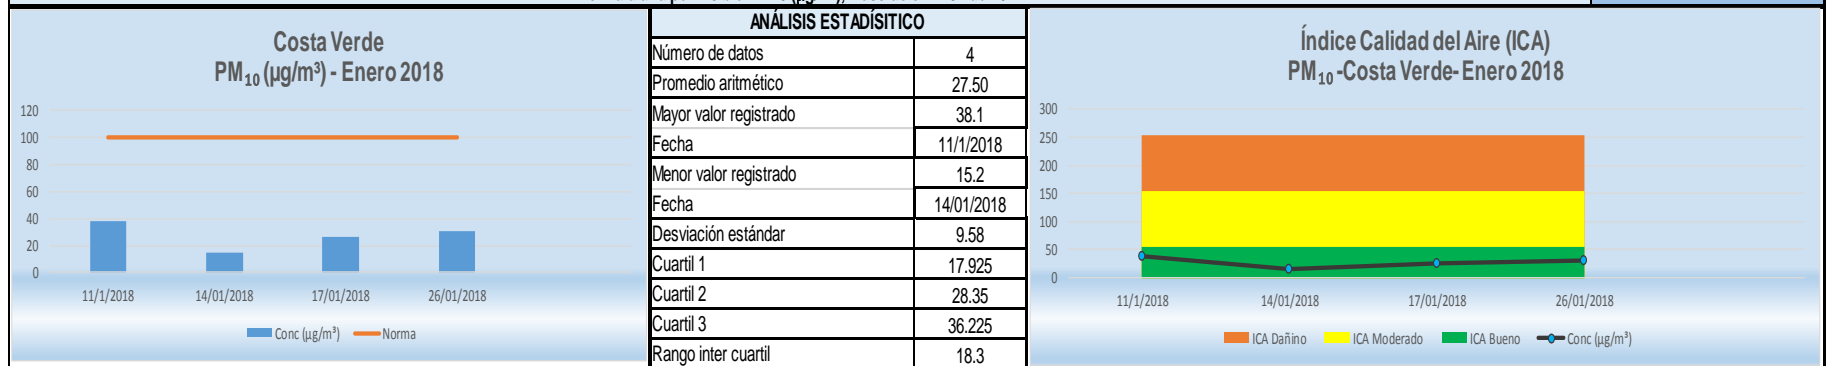 Costa Verde
PM₁₀ (µg/m³) - Enero 2018
120
100
80
60
40
20
0
11/1/2018 14/01/2018 17/01/2018 26/01/2018
Conc (µg/m³) Norma
ANÁLISIS ESTADÍSITICO
Número de datos 4
Promedio aritmético 27.50
Mayor valor registrado 38.1
Fecha 11/1/2018
Menor valor registrado 15.2
Fecha 14/01/2018
Desviación estándar 9.58
Cuartil 1 17.925
Cuartil 2 28.35
Cuartil 3 36.225
Rango inter cuartil 18.3
Índice Calidad del Aire (ICA)
PM₁₀ -Costa Verde- Enero 2018
300
250
200
150
100
50
0
11/1/2018 14/01/2018 17/01/2018 26/01/2018
ICA Dañino ICA Moderado ICA Bueno Conc (µg/m³)